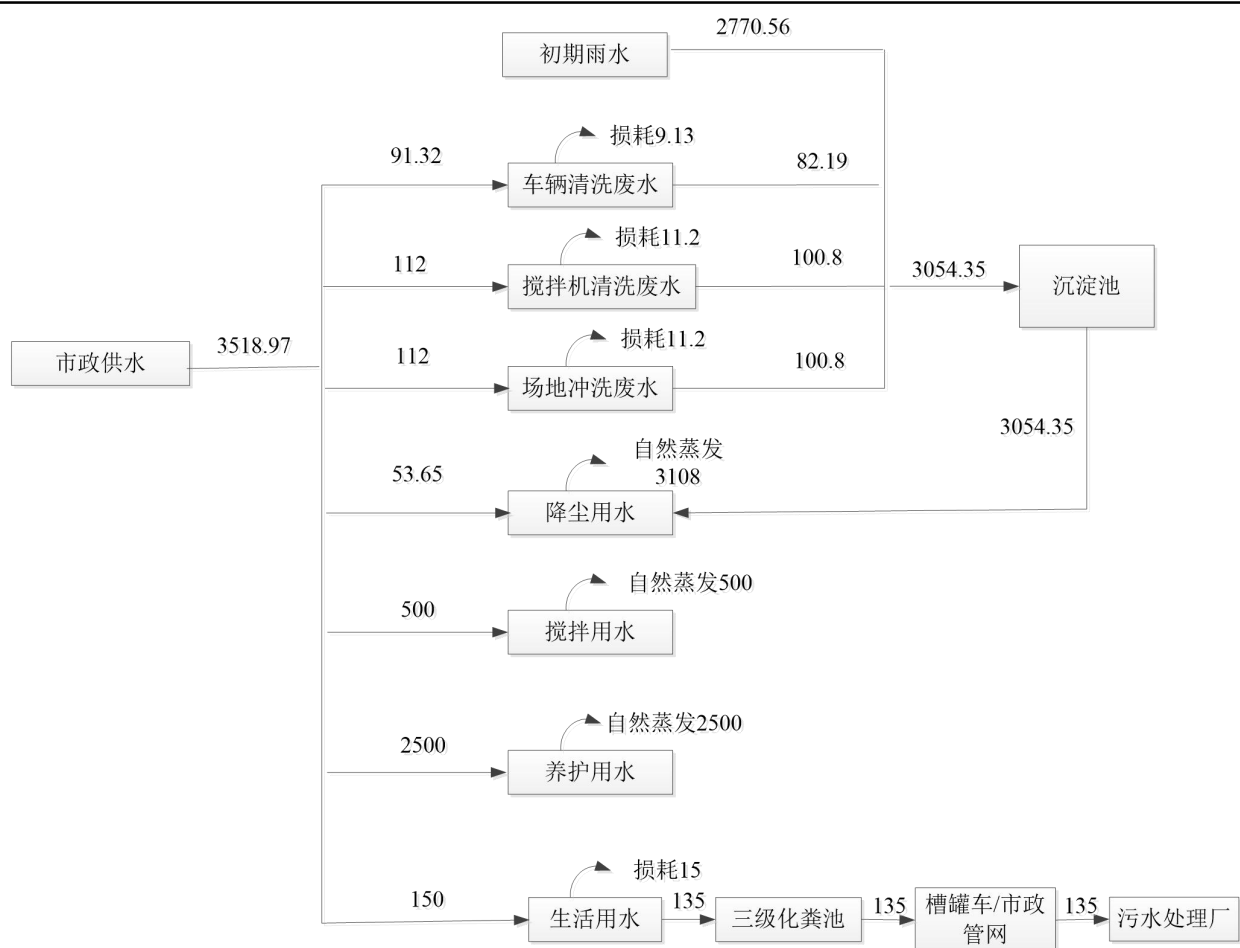 2770.56
初期雨水
损耗9.13
91.32
车辆清洗废水
82.19
损耗11.2
112
搅拌机清洗废水
100.8
3054.35
沉淀池
市政供水
3518.97
损耗11.2
112
场地冲洗废水
100.8
自然蒸发
3108
53.65
降尘用水
3054.35
自然蒸发500
500
搅拌用水
自然蒸发2500
2500
养护用水
损耗15
150
生活用水
135
三级化粪池
135
槽罐车/市政
管网
135
污水处理厂